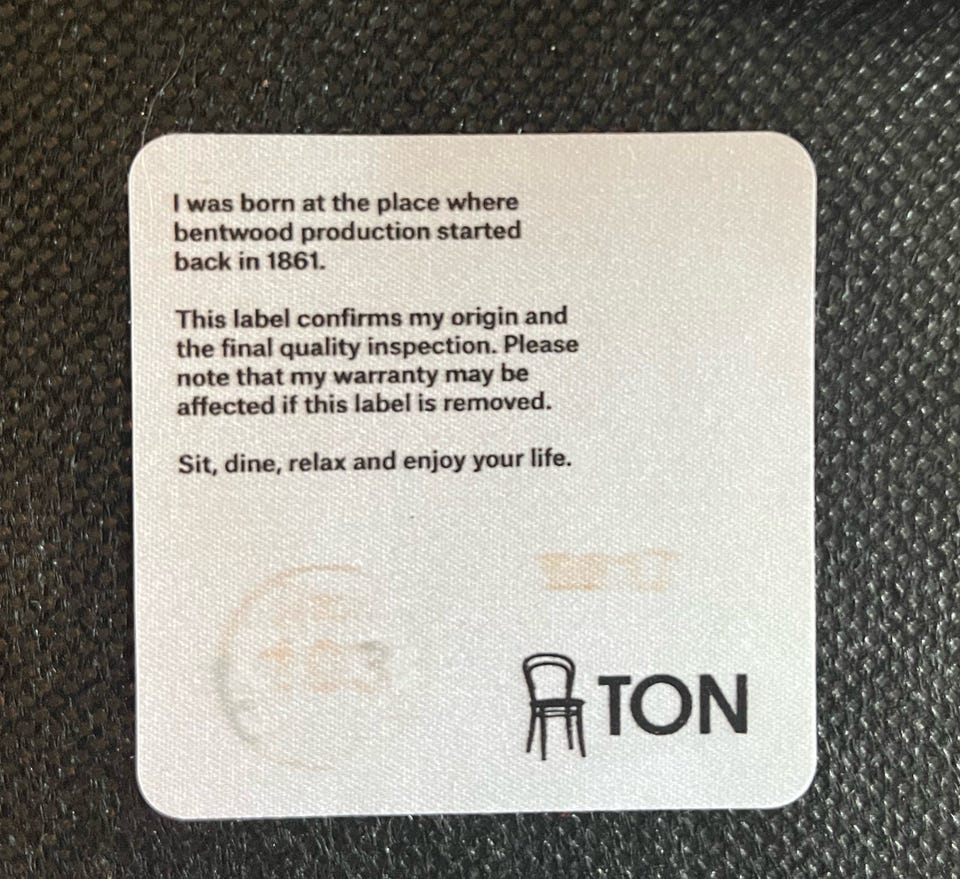 I was born at the place where
bentwood production started
back in 1861.
This label confirms my origin and
the final quality inspection. Please
note that my warranty may be
affected if this label is removed.
Sit, dine, relax and enjoy your life.
TON